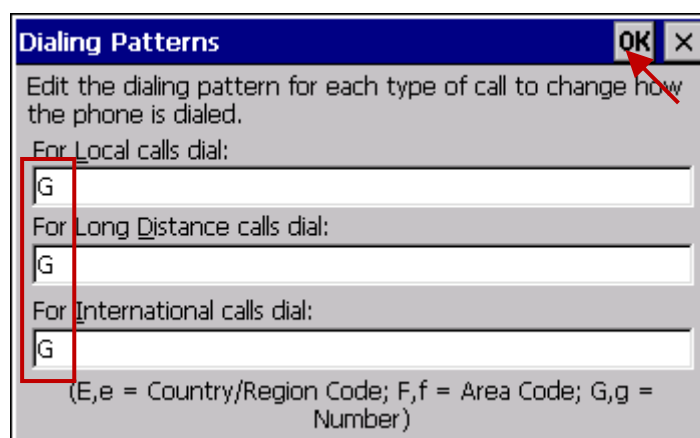 Dialing Patterns OK ×
Edit the dialing pattern for each type of call to change how
the phone is dialed.
For Local calls dial:
G
For Long Distance calls dial:
G
For International calls dial:
G
(E,e = Country/Region Code; F,f = Area Code; G,g =
Number)